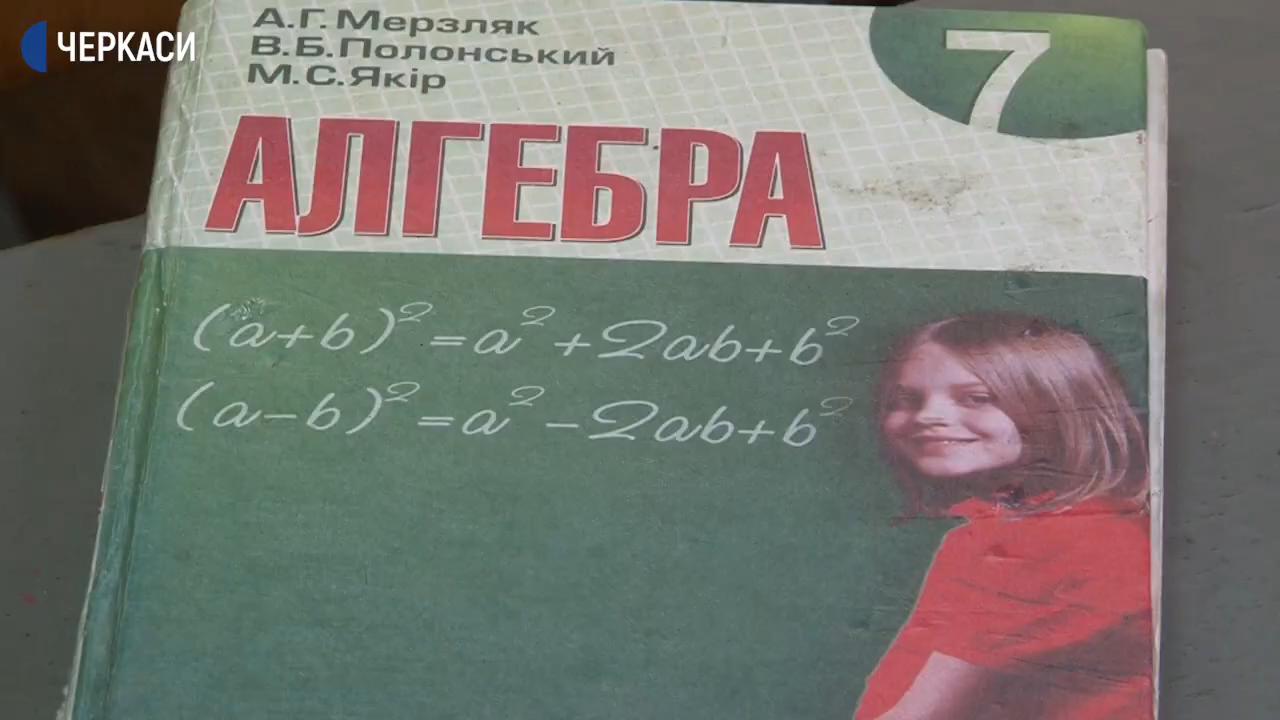 ЧЕРКАСИ
А.Г. Мерзляк
В.Б. Полонський
М.С. Якір
7
АЛГЕБРА
(a+b)²=a²+2ab+b²
(a−b)²=a²−2ab+b²